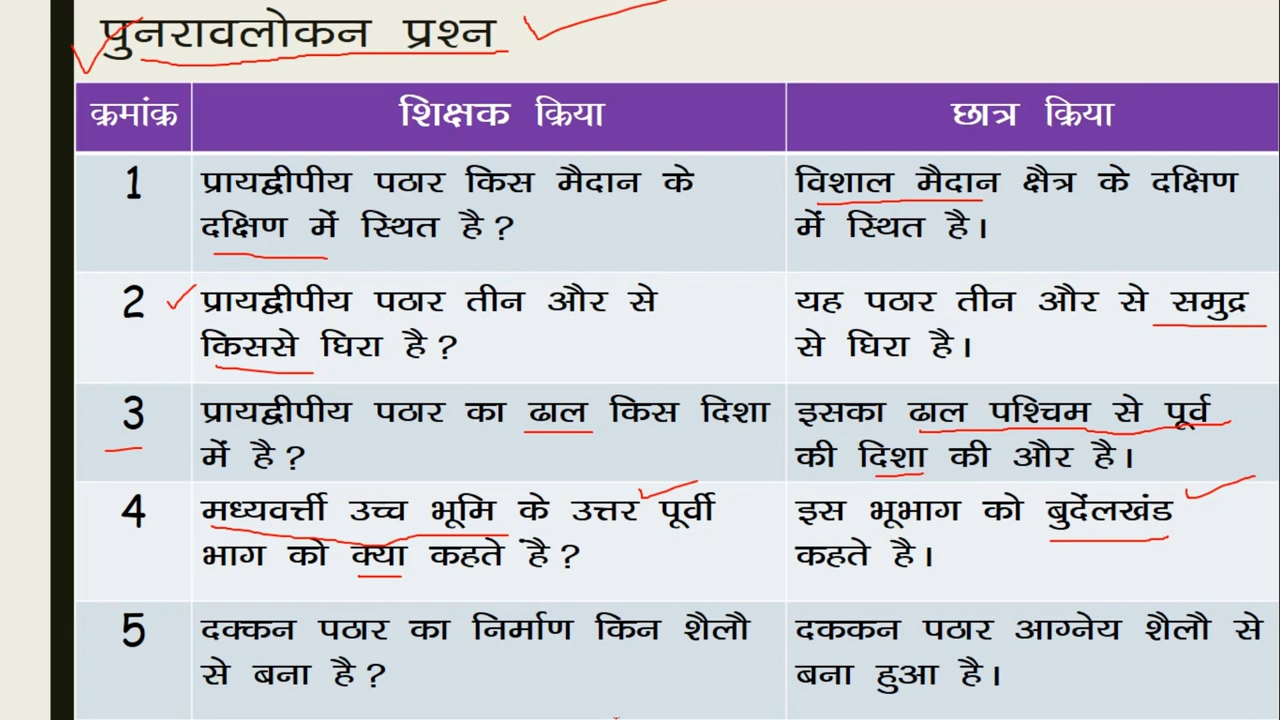 पुनरावलोकन प्रश्न
क्रमांक्र शिक्षक क्रिया छात्र क्रिया
1 प्रायद्वीपीय पठार किस मैदान के विशाल मैदान क्षैत्र के दक्षिण
दक्षिण में स्थित है? में स्थित है।
2 प्रायद्वीपीय पठार तीन और से यह पठार तीन और से समुद्र
किससे घिरा है? से घिरा है।
3 प्रायद्वीपीय पठार का ढाल किस दिशा इसका ढाल पश्चिम से पूर्व
में है? की दिशा की और है।
4 मध्यवर्त्ती उच्च भूमि के उत्तर पूर्वी इस भूभाग को बुदेंलखंड
भाग को क्या कहते है? कहते है।
5 दक्कन पठार का निर्माण किन शैलौ दककन पठार आग्नेय शैलौ से
से बना है? बना हुआ है।